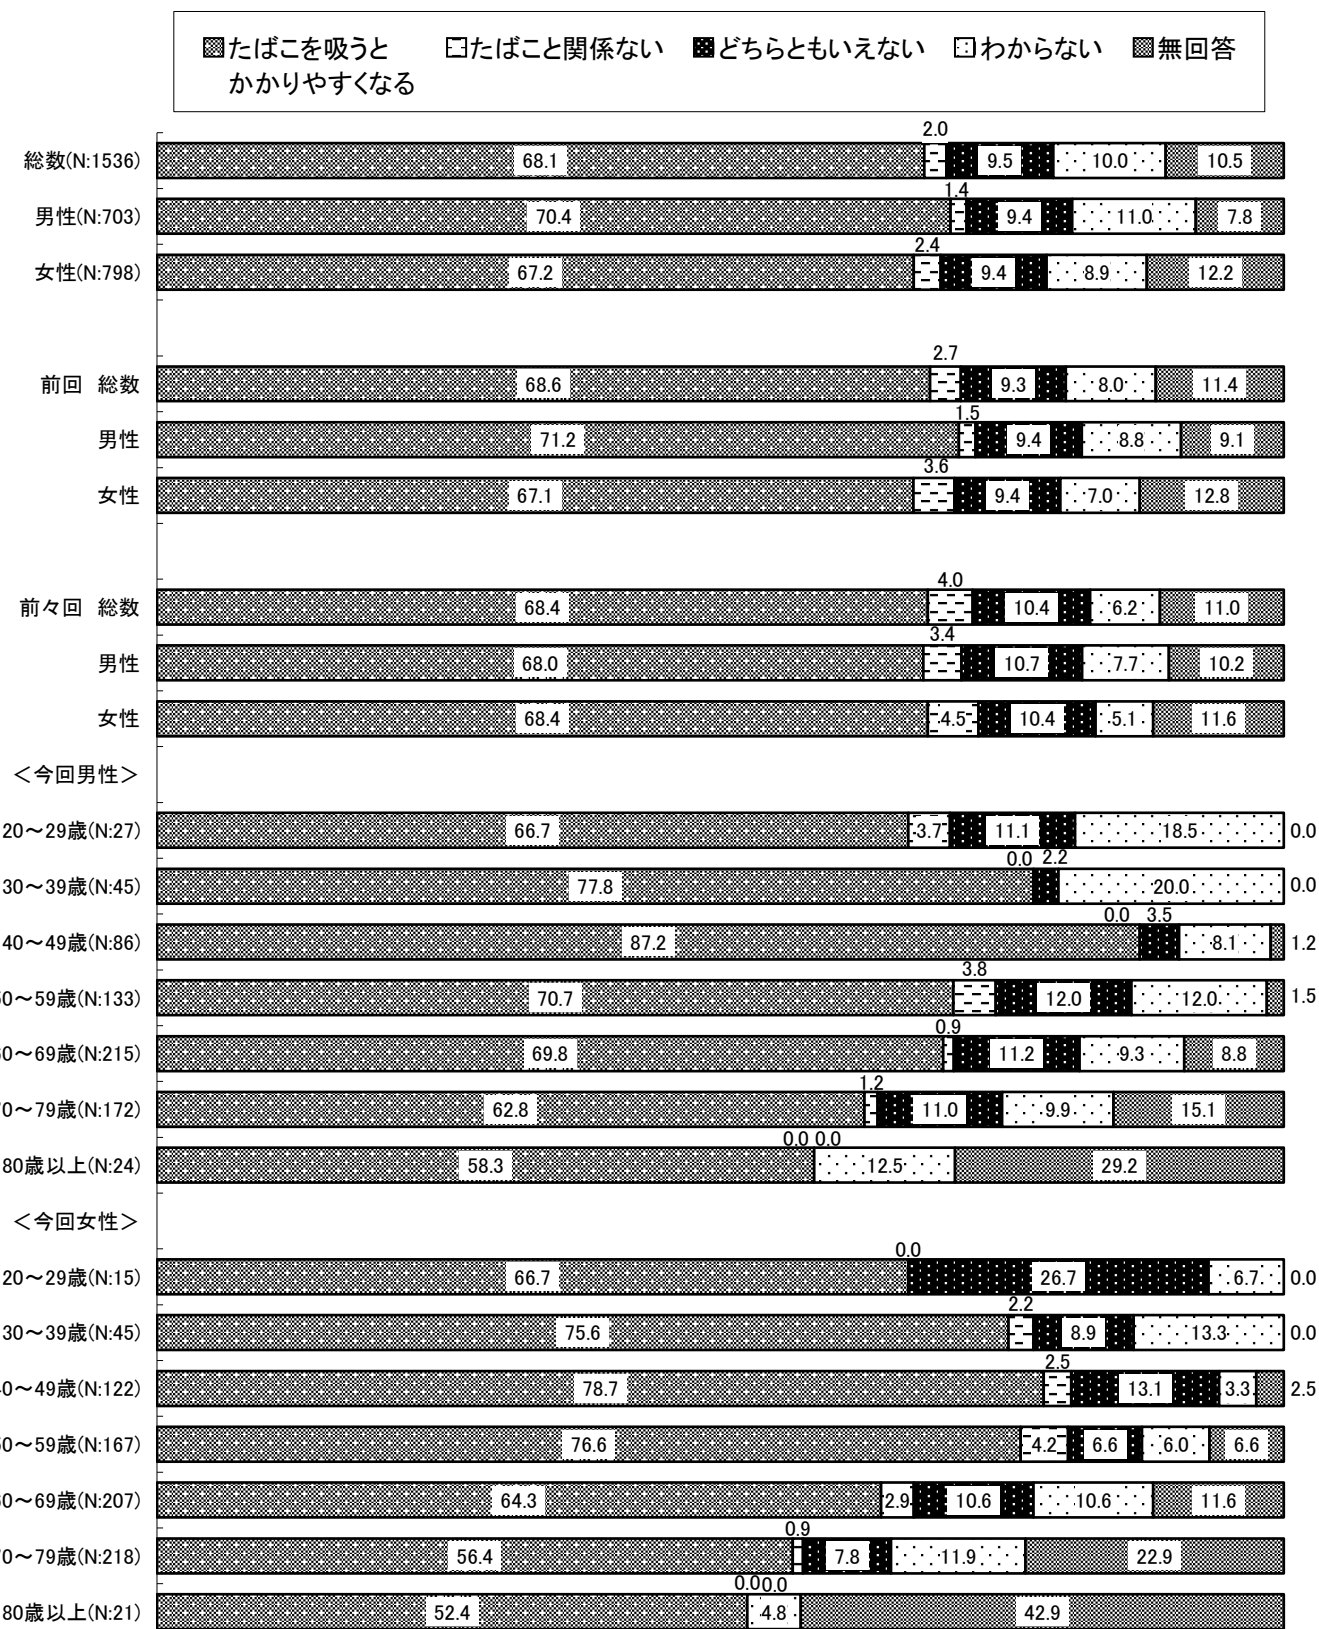 たばこを吸うと たばこと関係ない どちらともいえない わからない 無回答
かかりやすくなる
2.0
総数(N:1536) 68.1 9.5 10.0 10.5
1.4
男性(N:703) 70.4 9.4 11.0 7.8
2.4
女性(N:798) 67.2 9.4 8.9 12.2
2.7
前回 総数 68.6 9.3 8.0 11.4
1.5
男性 71.2 9.4 8.8 9.1
3.6
女性 67.1 9.4 7.0 12.8
4.0
前々回 総数 68.4 10.4 6.2 11.0
3.4
男性 68.0 10.7 7.7 10.2
女性 68.4 4.5 10.4 5.1 11.6
＜今回男性＞
20～29歳(N:27) 66.7 3.7 11.1 18.5 0.0
0.0 2.2
30～39歳(N:45) 77.8 20.0 0.0
0.0 3.5
40～49歳(N:86) 87.2 8.1 1.2
3.8
0～59歳(N:133) 70.7 12.0 12.0 1.5
0.9
0～69歳(N:215) 69.8 11.2 9.3 8.8
1.2
0～79歳(N:172) 62.8 11.0 9.9 15.1
0.0 0.0
80歳以上(N:24) 58.3 12.5 29.2
＜今回女性＞
0.0
20～29歳(N:15) 66.7 26.7 6.7 0.0
2.2
30～39歳(N:45) 75.6 8.9 13.3 0.0
2.5
0～49歳(N:122) 78.7 13.1 3.3 2.5
0～59歳(N:167) 76.6 4.2 6.6 6.0 6.6
0～69歳(N:207) 64.3 2.9 10.6 10.6 11.6
0.9
0～79歳(N:218) 56.4 7.8 11.9 22.9
0.0 0.0
80歳以上(N:21) 52.4 4.8 42.9